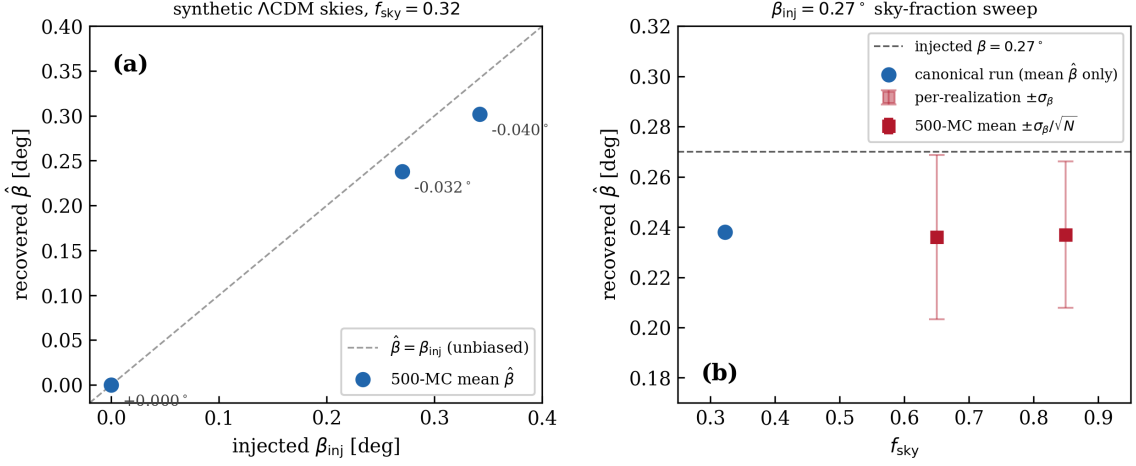 synthetic ΛCDM skies, f_sky = 0.32
(a)
0.40
0.35
0.30
0.25
0.20
0.15
0.10
0.05
0.00
recovered β̂ [deg]
-0.040°
-0.032°
+0.000°
β̂ = β_inj (unbiased)
500-MC mean β̂
0.0
0.1
0.2
0.3
0.4
injected β_inj [deg]
β_inj = 0.27° sky-fraction sweep
0.32
0.30
0.28
0.26
0.24
0.22
0.20
0.18
recovered β̂ [deg]
injected β = 0.27°
canonical run (mean β̂ only)
per-realization ±σ_β
500-MC mean ±σ_β/√N
(b)
0.3
0.4
0.5
0.6
0.7
0.8
0.9
f_sky